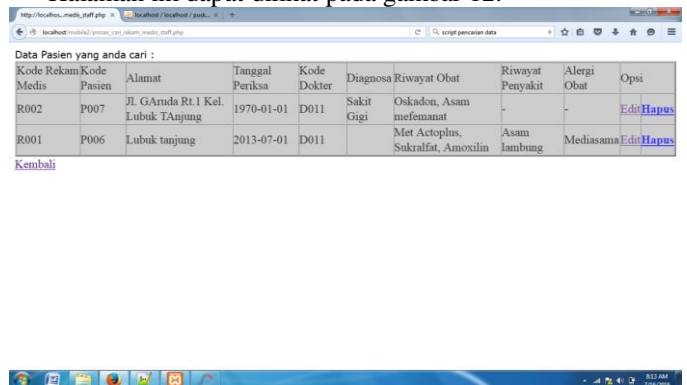 Halaman ini dapat dilihat pada gambar 12.
http://localhos...medis_staff.php × localhost / localhost / pusk... × +
localhost/mobile2/proses_cari_rekam_medis_staff.php script pencarian data
Data Pasien yang anda cari :
Kode Rekam Medis Kode Pasien Alamat Tanggal Periksa Kode Dokter Diagnosa Riwayat Obat Riwayat Penyakit Alergi Obat Opsi
R002 P007 Jl. GAruda Rt.1 Kel. Lubuk TAnjung 1970-01-01 D011 Sakit Gigi Oskadon, Asam mefemanat - - Edit Hapus
R001 P006 Lubuk tanjung 2013-07-01 D011 Met Actoplus, Sukralfat, Amoxilin Asam lambung Mediasama Edit Hapus
Kembali
8:13 AM